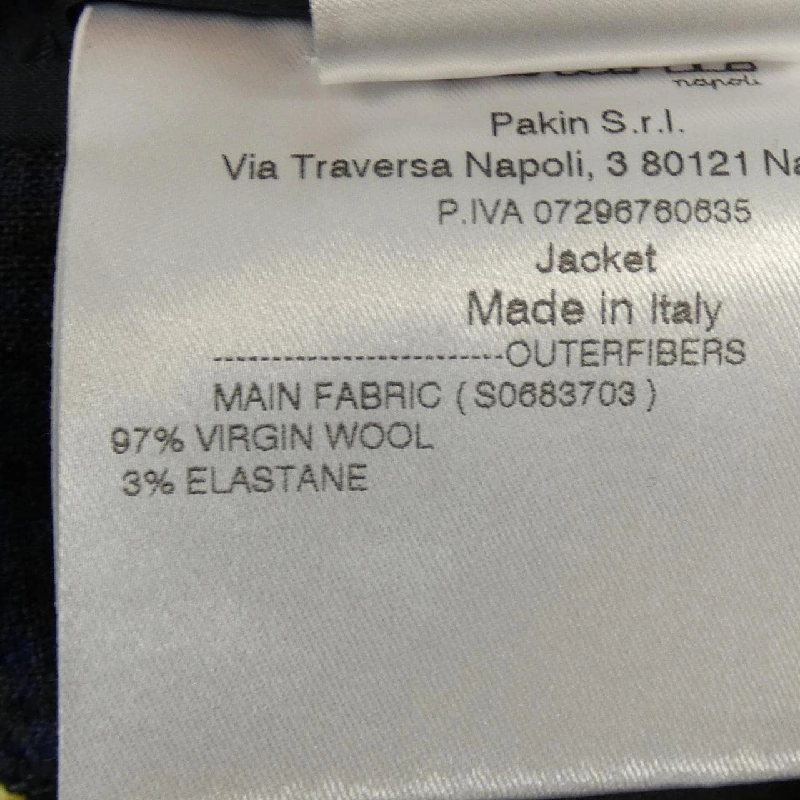 napoli
Pakin S.r.l.
Via Traversa Napoli, 3 80121
P.IVA 07296760635
Jacket
Made in Italy
-------------------------OUTERFIBERS
MAIN FABRIC ( S0683703 )
97% VIRGIN WOOL
3% ELASTANE